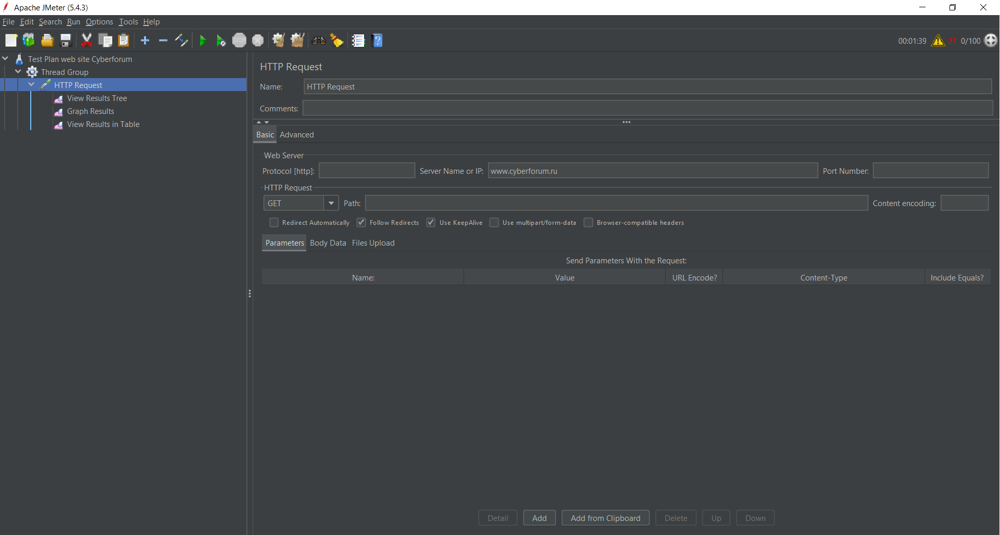 Apache JMeter (5.4.3)
File Edit Search Run Options Tools Help
STOP 00:01:39 27 0/100
Test Plan web site Cyberforum
Thread Group
HTTP Request
View Results Tree
Graph Results
View Results in Table
HTTP Request
Name: HTTP Request
Comments:
Basic Advanced
Web Server
Protocol [http]: Server Name or IP: www.cyberforum.ru Port Number:
HTTP Request
GET Path: Content encoding:
Redirect Automatically Follow Redirects Use KeepAlive Use multipart/form-data Browser-compatible headers
Parameters Body Data Files Upload
Send Parameters With the Request:
Name: Value URL Encode? Content-Type Include Equals?
Detail Add Add from Clipboard Delete Up Down